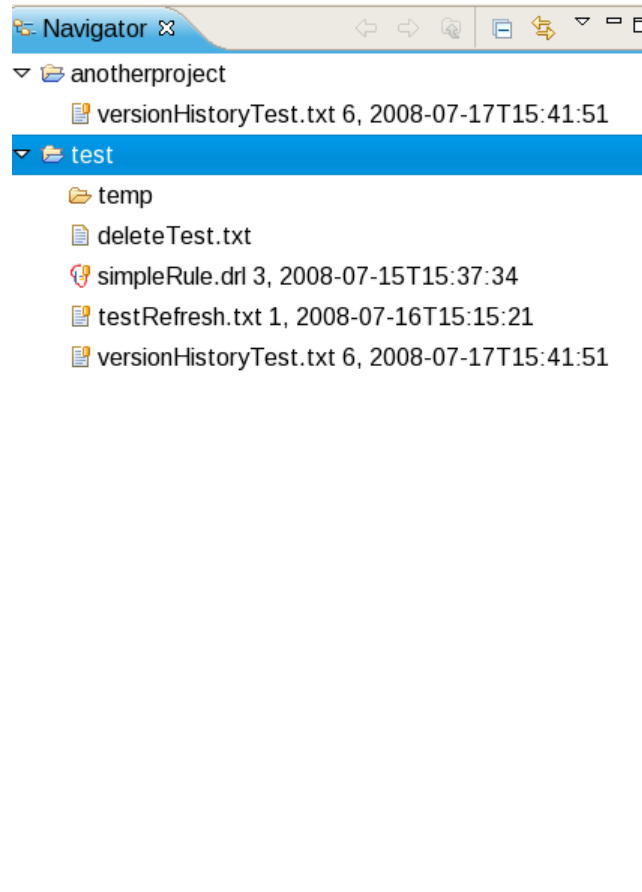 Navigator
anotherproject
versionHistoryTest.txt 6, 2008-07-17T15:41:51
test
temp
deleteTest.txt
simpleRule.drl 3, 2008-07-15T15:37:34
testRefresh.txt 1, 2008-07-16T15:15:21
versionHistoryTest.txt 6, 2008-07-17T15:41:51